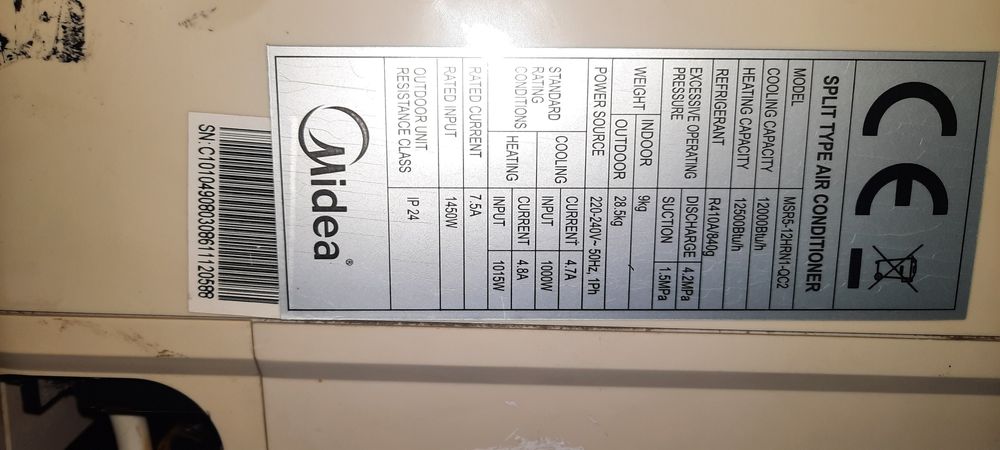 CE
SPLIT TYPE AIR CONDITIONER
MODEL MSR5-12HRN1-QC2
COOLING CAPACITY 12000Btu/h
HEATING CAPACITY 12500Btu/h
REFRIGERANT R410A/840g
EXCESSIVE OPERATING PRESSURE DISCHARGE 4.2MPa
SUCTION 1.5MPa
WEIGHT INDOOR 9kg
OUTDOOR 28.5kg
POWER SOURCE 220-240V~ 50Hz, 1Ph
STANDARD RATING CONDITIONS COOLING CURRENT 4.7A
INPUT 1000W
HEATING CURRENT 4.8A
INPUT 1015W
RATED CURRENT 7.5A
RATED INPUT 1450W
OUTDOOR UNIT RESISTANCE CLASS IP 24
Midea ®
SN: C101049080308611120588